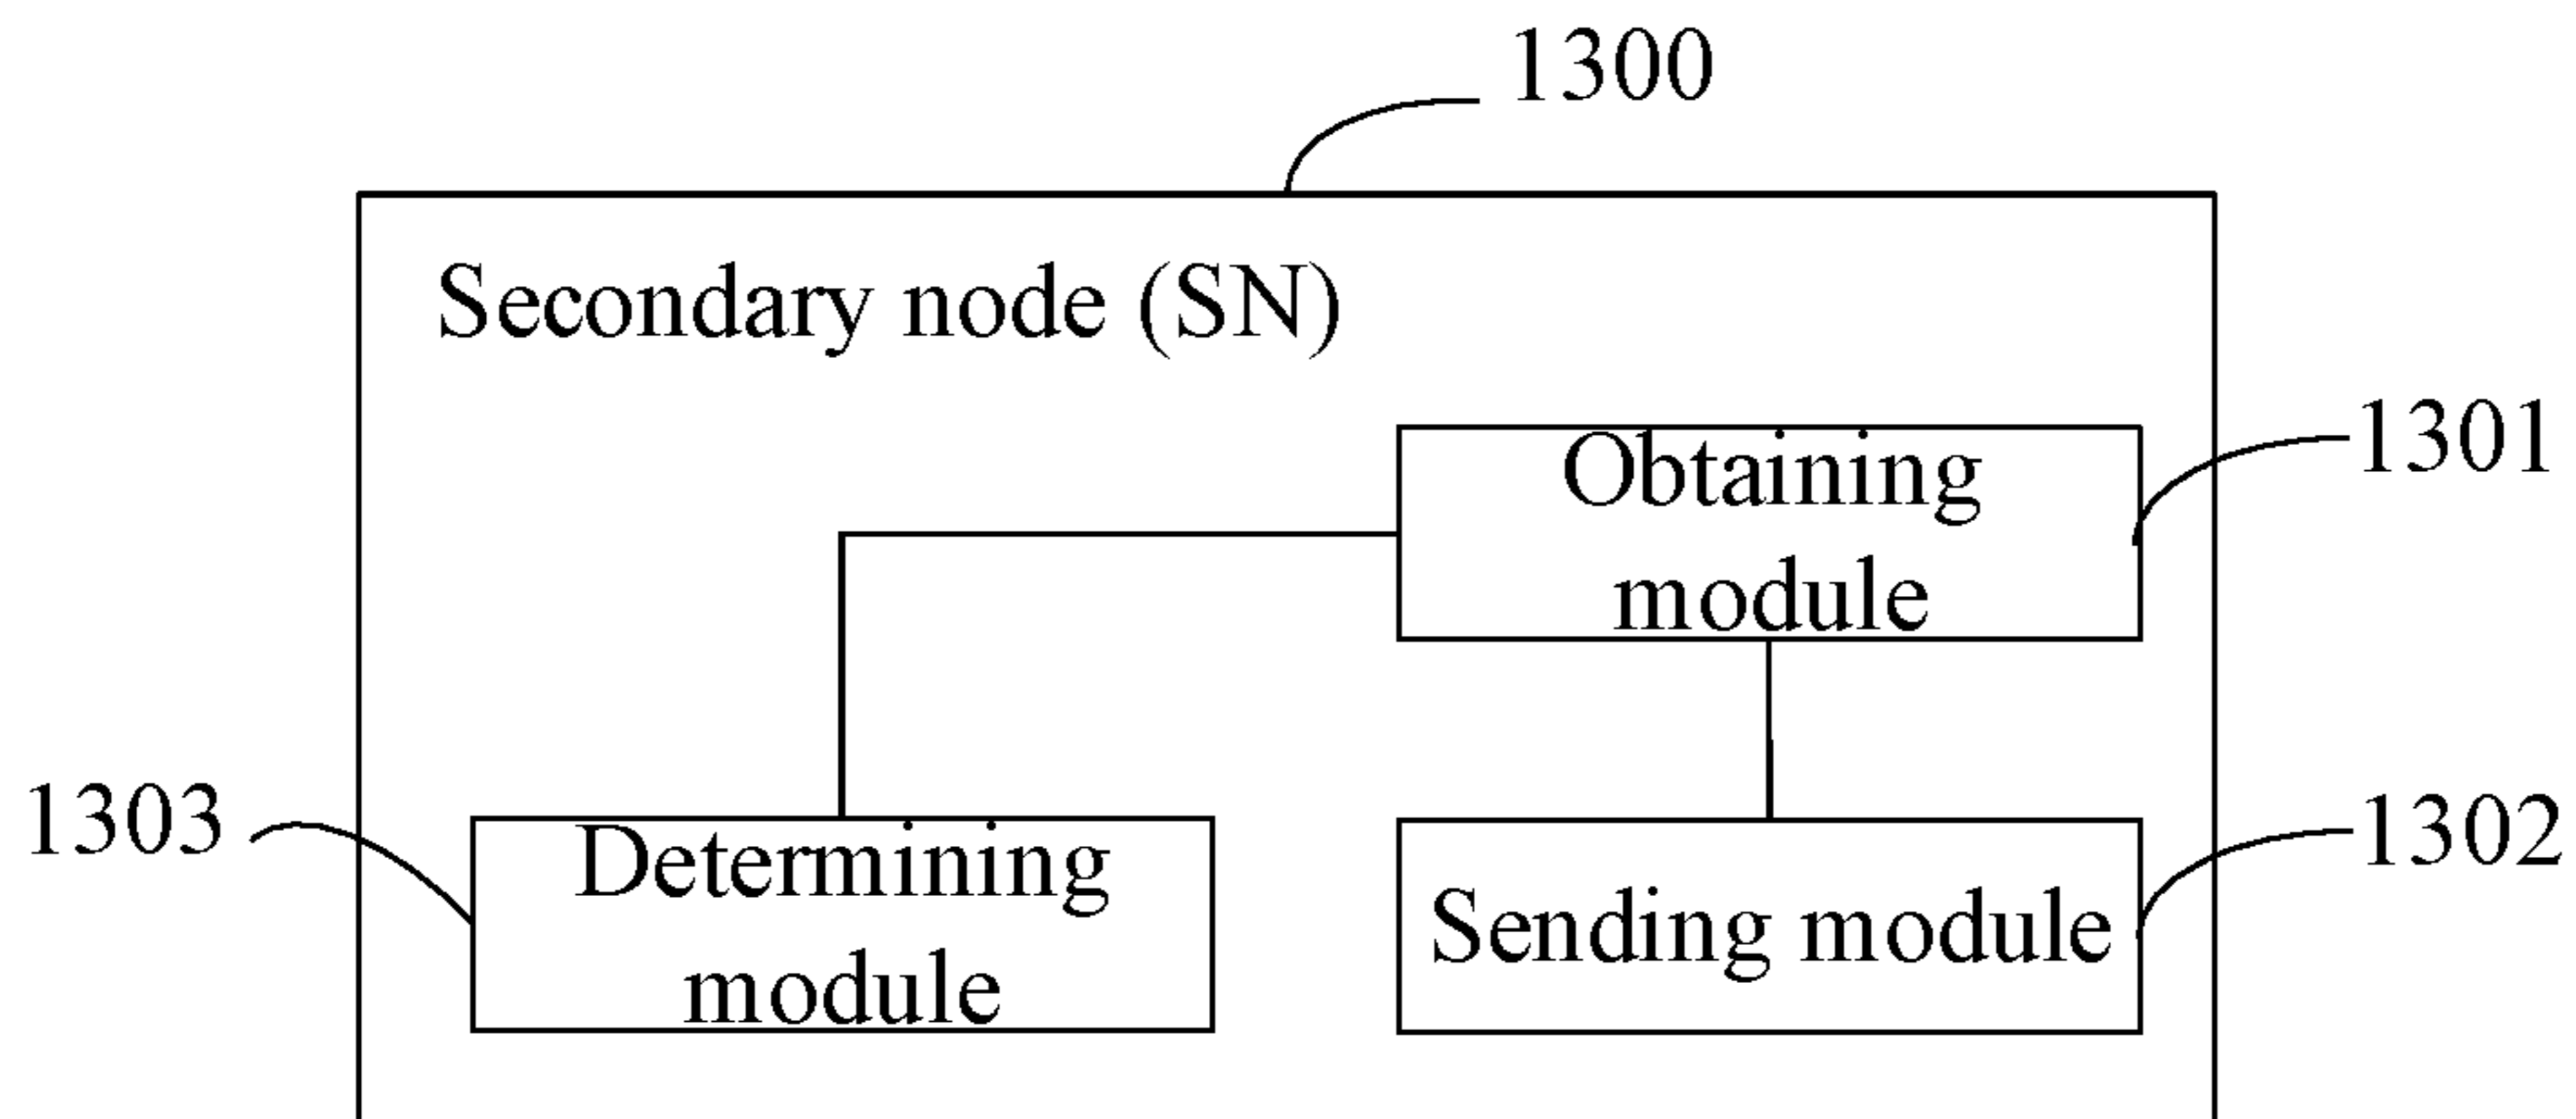 1300
Secondary node (SN)
Obtaining
module
1301
1303
Determining
module
Sending module
1302